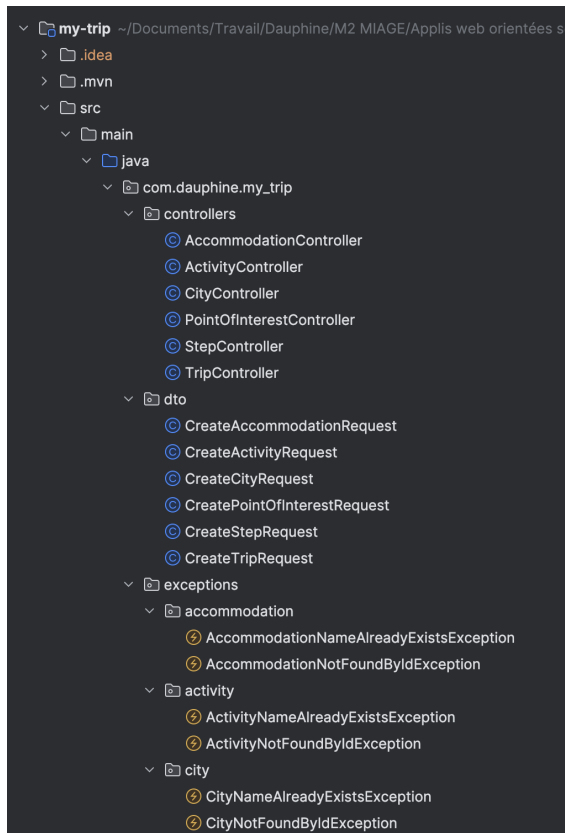 my-trip ~/Documents/Travail/Dauphine/M2 MIAGE/Applis web orientées s
.idea
.mvn
src
main
java
com.dauphine.my_trip
controllers
AccommodationController
ActivityController
CityController
PointOfInterestController
StepController
TripController
dto
CreateAccommodationRequest
CreateActivityRequest
CreateCityRequest
CreatePointOfInterestRequest
CreateStepRequest
CreateTripRequest
exceptions
accommodation
AccommodationNameAlreadyExistsException
AccommodationNotFoundByIdException
activity
ActivityNameAlreadyExistsException
ActivityNotFoundByIdException
city
CityNameAlreadyExistsException
CityNotFoundByIdException